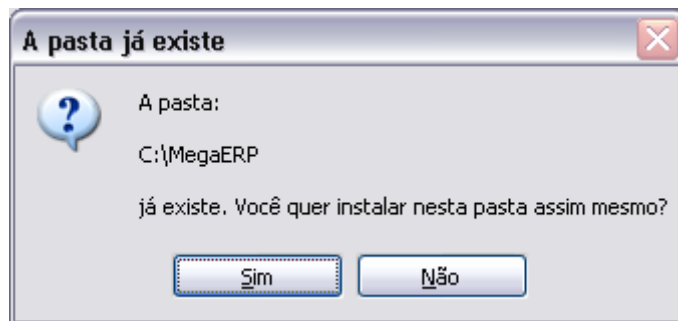 A pasta já existe
A pasta:
C:\MegaERP
já existe. Você quer instalar nesta pasta assim mesmo?
Sim
Não